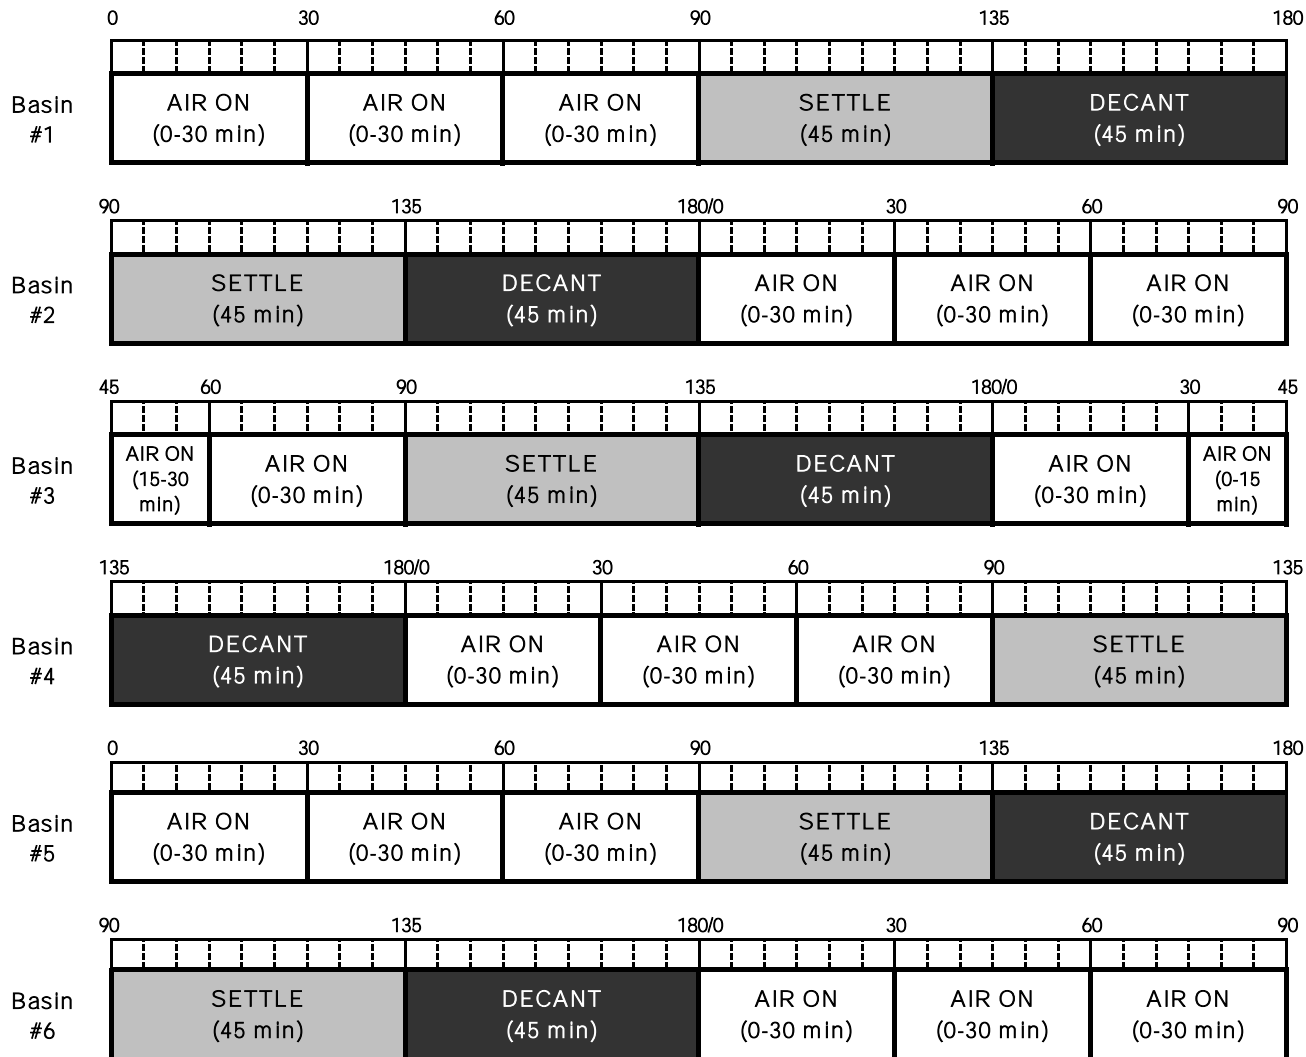 0 30 60 90 135 180
Basin #1
AIR ON (0-30 min)
AIR ON (0-30 min)
AIR ON (0-30 min)
SETTLE (45 min)
DECANT (45 min)
90 135 180/0 30 60 90
Basin #2
SETTLE (45 min)
DECANT (45 min)
AIR ON (0-30 min)
AIR ON (0-30 min)
AIR ON (0-30 min)
45 60 90 135 180/0 30 45
Basin #3
AIR ON (15-30 min)
AIR ON (0-30 min)
SETTLE (45 min)
DECANT (45 min)
AIR ON (0-30 min)
AIR ON (0-15 min)
135 180/0 30 60 90 135
Basin #4
DECANT (45 min)
AIR ON (0-30 min)
AIR ON (0-30 min)
AIR ON (0-30 min)
SETTLE (45 min)
0 30 60 90 135 180
Basin #5
AIR ON (0-30 min)
AIR ON (0-30 min)
AIR ON (0-30 min)
SETTLE (45 min)
DECANT (45 min)
90 135 180/0 30 60 90
Basin #6
SETTLE (45 min)
DECANT (45 min)
AIR ON (0-30 min)
AIR ON (0-30 min)
AIR ON (0-30 min)